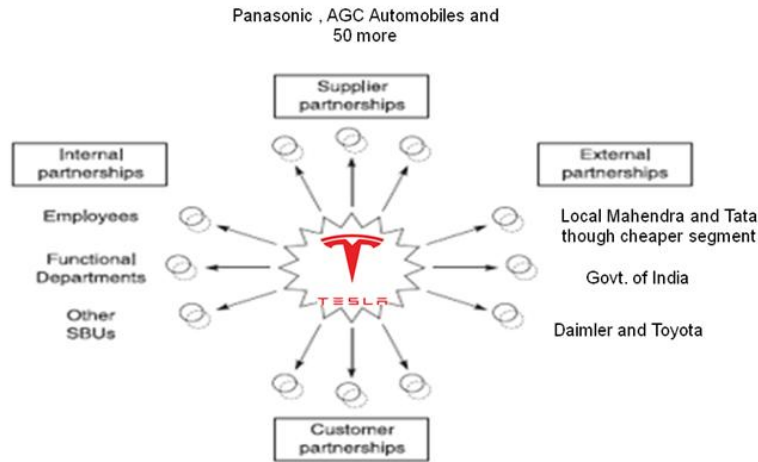 Panasonic , AGC Automobiles and
50 more
Supplier
partnerships
Internal
partnerships
External
partnerships
Employees
Local Mahendra and Tata
though cheaper segment
Functional
Departments
Govt. of India
TESLA
Other
SBUs
Daimler and Toyota
Customer
partnerships